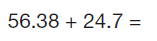 56.38 + 24.7 =